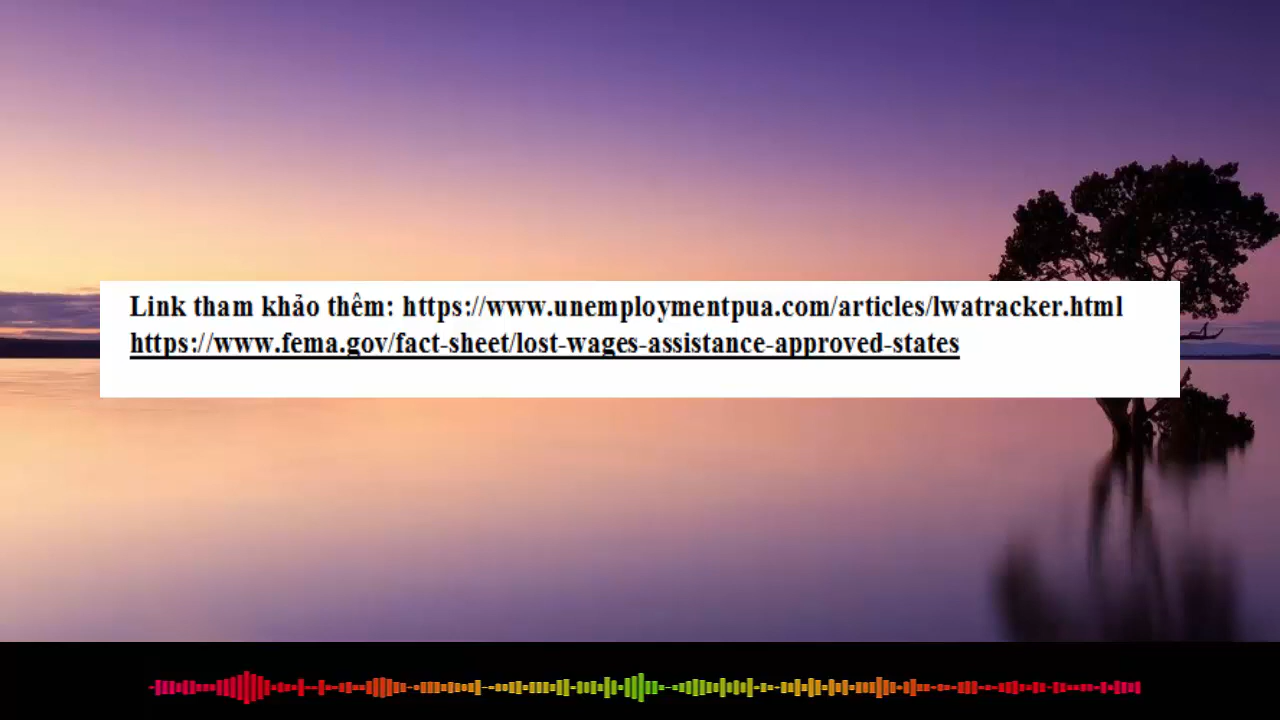 Link tham khảo thêm: https://www.unemploymentpua.com/articles/lwatracker.html
https://www.fema.gov/fact-sheet/lost-wages-assistance-approved-states